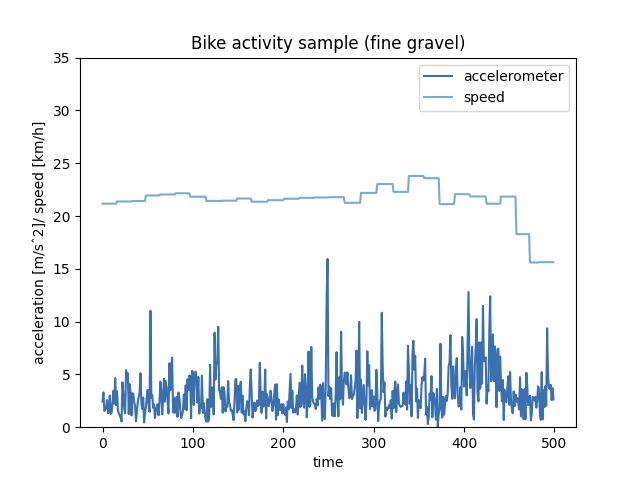 Bike activity sample (fine gravel)
accelerometer
speed
35
30
25
20
15
10
5
0
acceleration [m/s^2]/ speed [km/h]
0 100 200 300 400 500
time